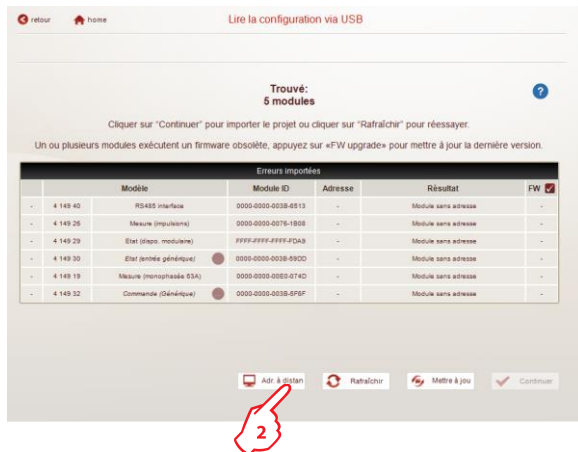 retour home Lire la configuration via USB
Trouvé:
5 modules
?
Cliquer sur "Continuer" pour importer le projet ou cliquer sur "Rafraîchir" pour réessayer.
Un ou plusieurs modules exécutent un firmware obsolète, appuyez sur «FW upgrade» pour mettre à jour la dernière version.
Erreurs importées
Modèle Module ID Adresse Résultat FW
- 4 149 40 RS485 interface 0000-0000-003B-6513 - Module sans adresse -
- 4 149 26 Mesure (impulsions) 0000-0000-0076-1B08 - Module sans adresse -
- 4 149 29 Etat (dispo. modulaire) FFFF-FFFF-FFFF-FDA9 - Module sans adresse -
- 4 149 30 Etat (entrée générique) 0000-0000-003B-69DD - Module sans adresse -
- 4 149 19 Mesure (monophasée 63A) 0000-0000-00E0-074D - Module sans adresse -
- 4 149 32 Commande (Générique) 0000-0000-003B-5F6F - Module sans adresse -
Adr. à distan Rafraîchir Mettre à jou Continuer
2